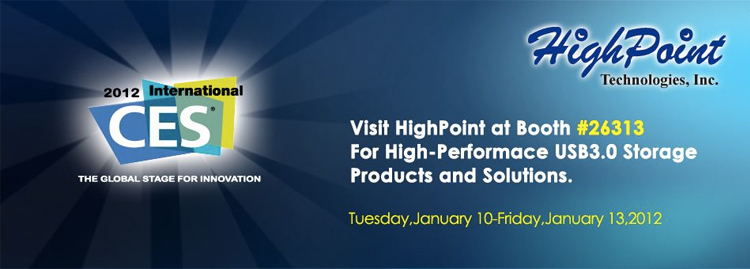 2012 International
CES®
THE GLOBAL STAGE FOR INNOVATION
HighPoint
Technologies, Inc.
Visit HighPoint at Booth #26313
For High-Performace USB3.0 Storage
Products and Solutions.
Tuesday,January 10-Friday,January 13,2012